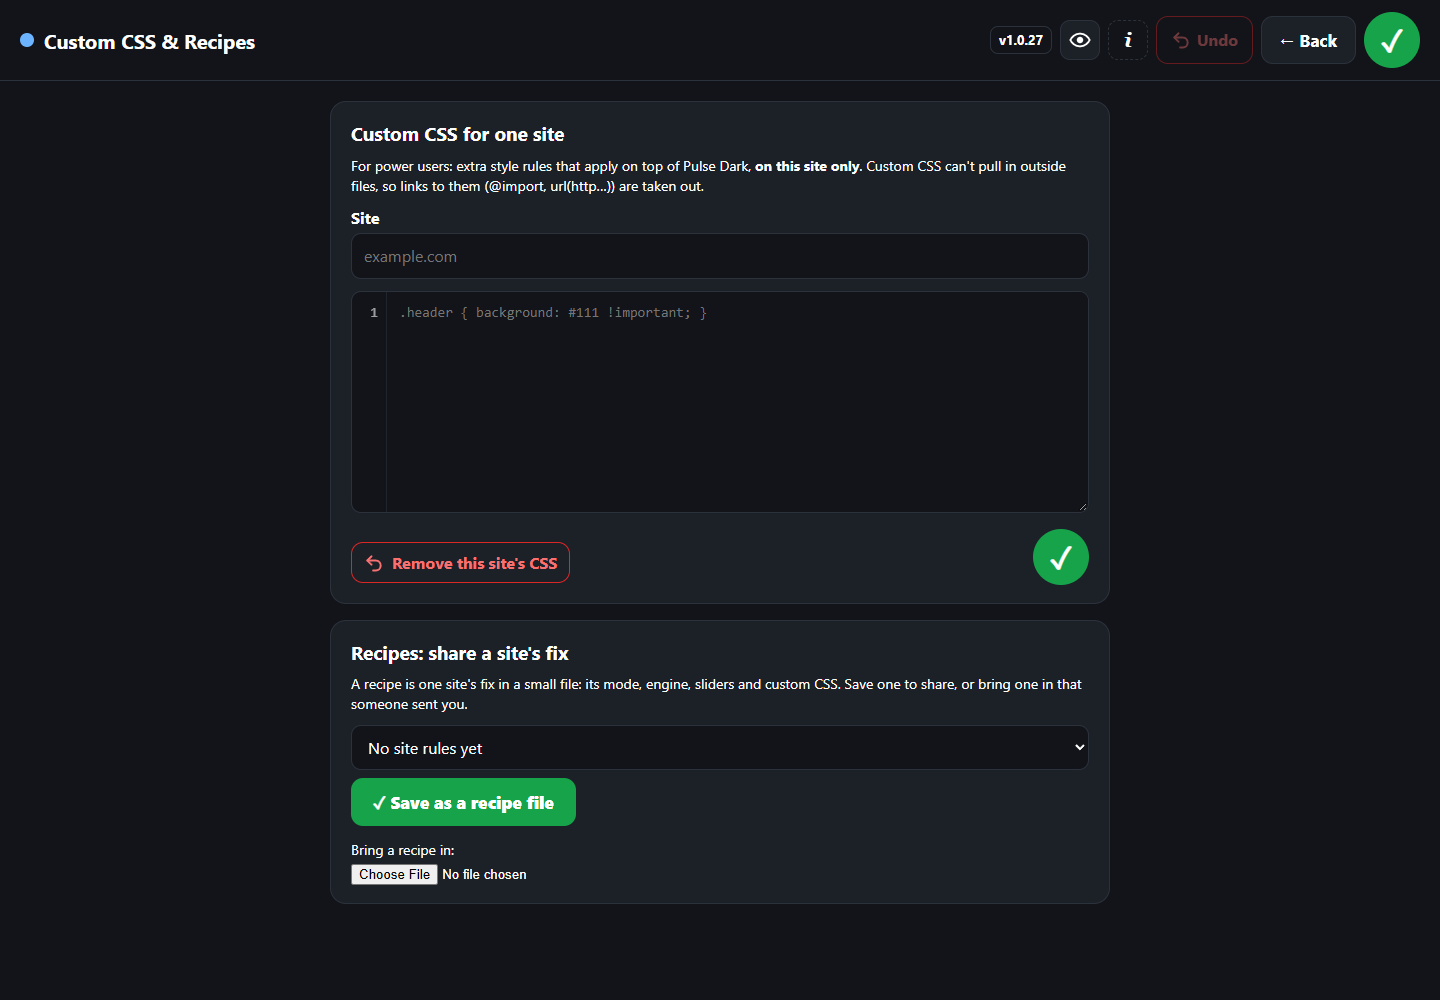 Custom CSS & Recipes
v1.0.27
i
Undo
← Back
✓
Custom CSS for one site
For power users: extra style rules that apply on top of Pulse Dark, on this site only. Custom CSS can't pull in outside
files, so links to them (@import, url(http...)) are taken out.
Site
example.com
1 .header { background: #111 !important; }
Remove this site's CSS
✓
Recipes: share a site's fix
A recipe is one site's fix in a small file: its mode, engine, sliders and custom CSS. Save one to share, or bring one in that
someone sent you.
No site rules yet
✓ Save as a recipe file
Bring a recipe in:
Choose File No file chosen